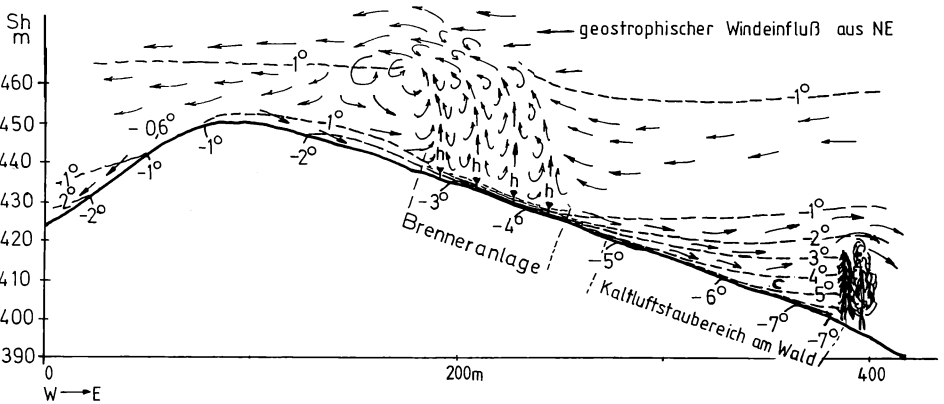 Sh
m
geostrophischer Windeinfluß aus NE
460
450
440
430
420
410
400
390
1°
-1°
-0,6°
-1°
-2°
-1°
-2°
-1°
-1°
-2°
h
h
h
h
-3°
-4°
Brenneranlage
-1°
-2°
-3°
-4°
-5°
-5°
-6°
C
-7°
-7°
Kaltluftstaubereich am Wald
0
200m
400
W → E